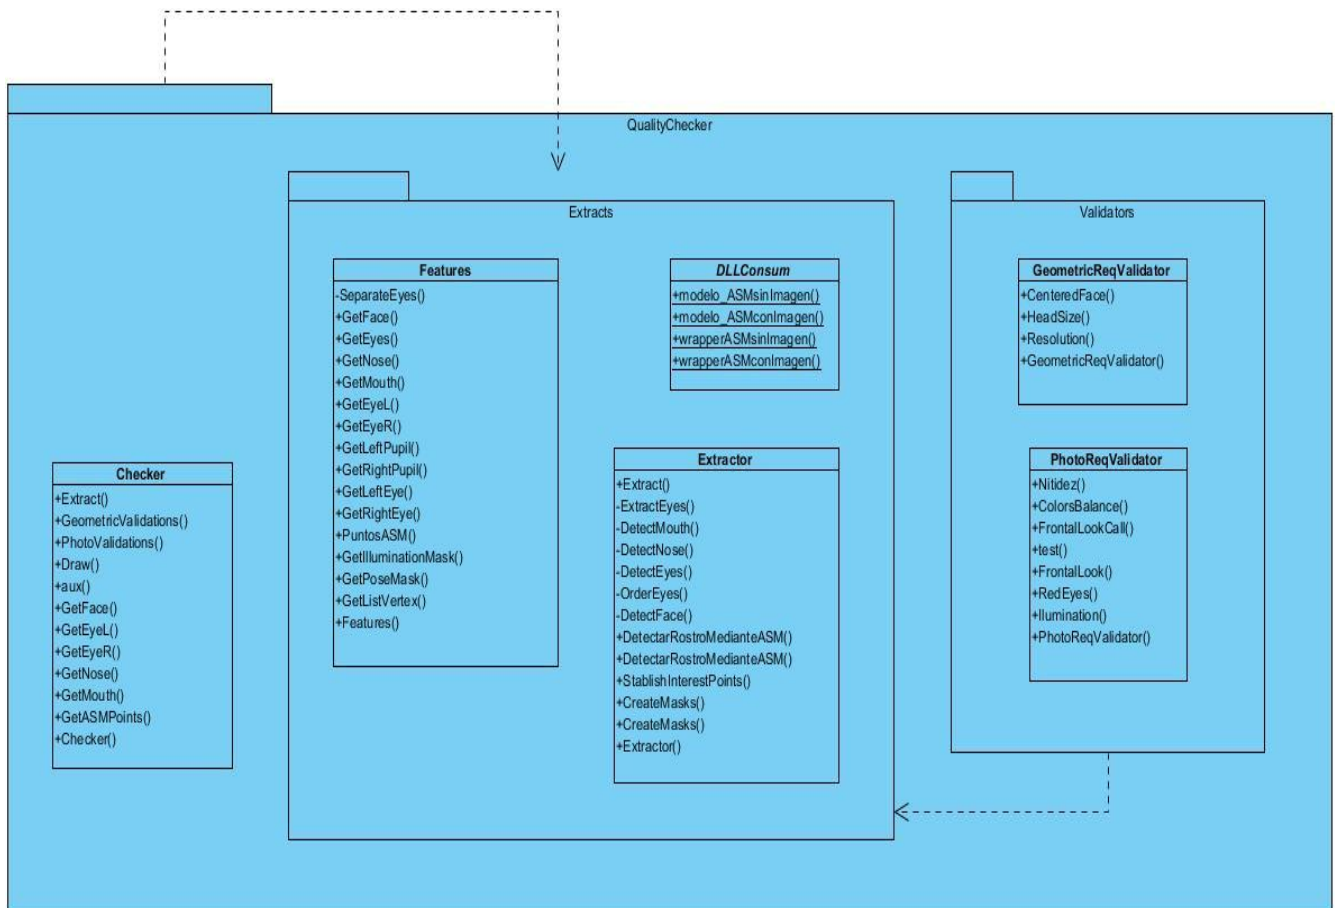 QualityChecker
Extracts
Features
-SeparateEyes()
+GetFace()
+GetEyes()
+GetNose()
+GetMouth()
+GetEyeL()
+GetEyeR()
+GetLeftPupil()
+GetRightPupil()
+GetLeftEye()
+GetRightEye()
+PuntosASM()
+GetIlluminationMask()
+GetPoseMask()
+GetListVertex()
+Features()
DLLConsum
+modelo_ASMsinImagen()
+modelo_ASMconImagen()
+wrapperASMsinImagen()
+wrapperASMconImagen()
Extractor
+Extract()
-ExtractEyes()
-DetectMouth()
-DetectNose()
-DetectEyes()
-OrderEyes()
-DetectFace()
+DetectarRostroMedianteASM()
+DetectarRostroMedianteASM()
+StablishInterestPoints()
+CreateMasks()
+CreateMasks()
+Extractor()
Validators
GeometricReqValidator
+CenteredFace()
+HeadSize()
+Resolution()
+GeometricReqValidator()
PhotoReqValidator
+Nitidez()
+ColorsBalance()
+FrontalLookCall()
+test()
+FrontalLook()
+RedEyes()
+Ilumination()
+PhotoReqValidator()
Checker
+Extract()
+GeometricValidations()
+PhotoValidations()
+Draw()
+aux()
+GetFace()
+GetEyeL()
+GetEyeR()
+GetNose()
+GetMouth()
+GetASMPoints()
+Checker()